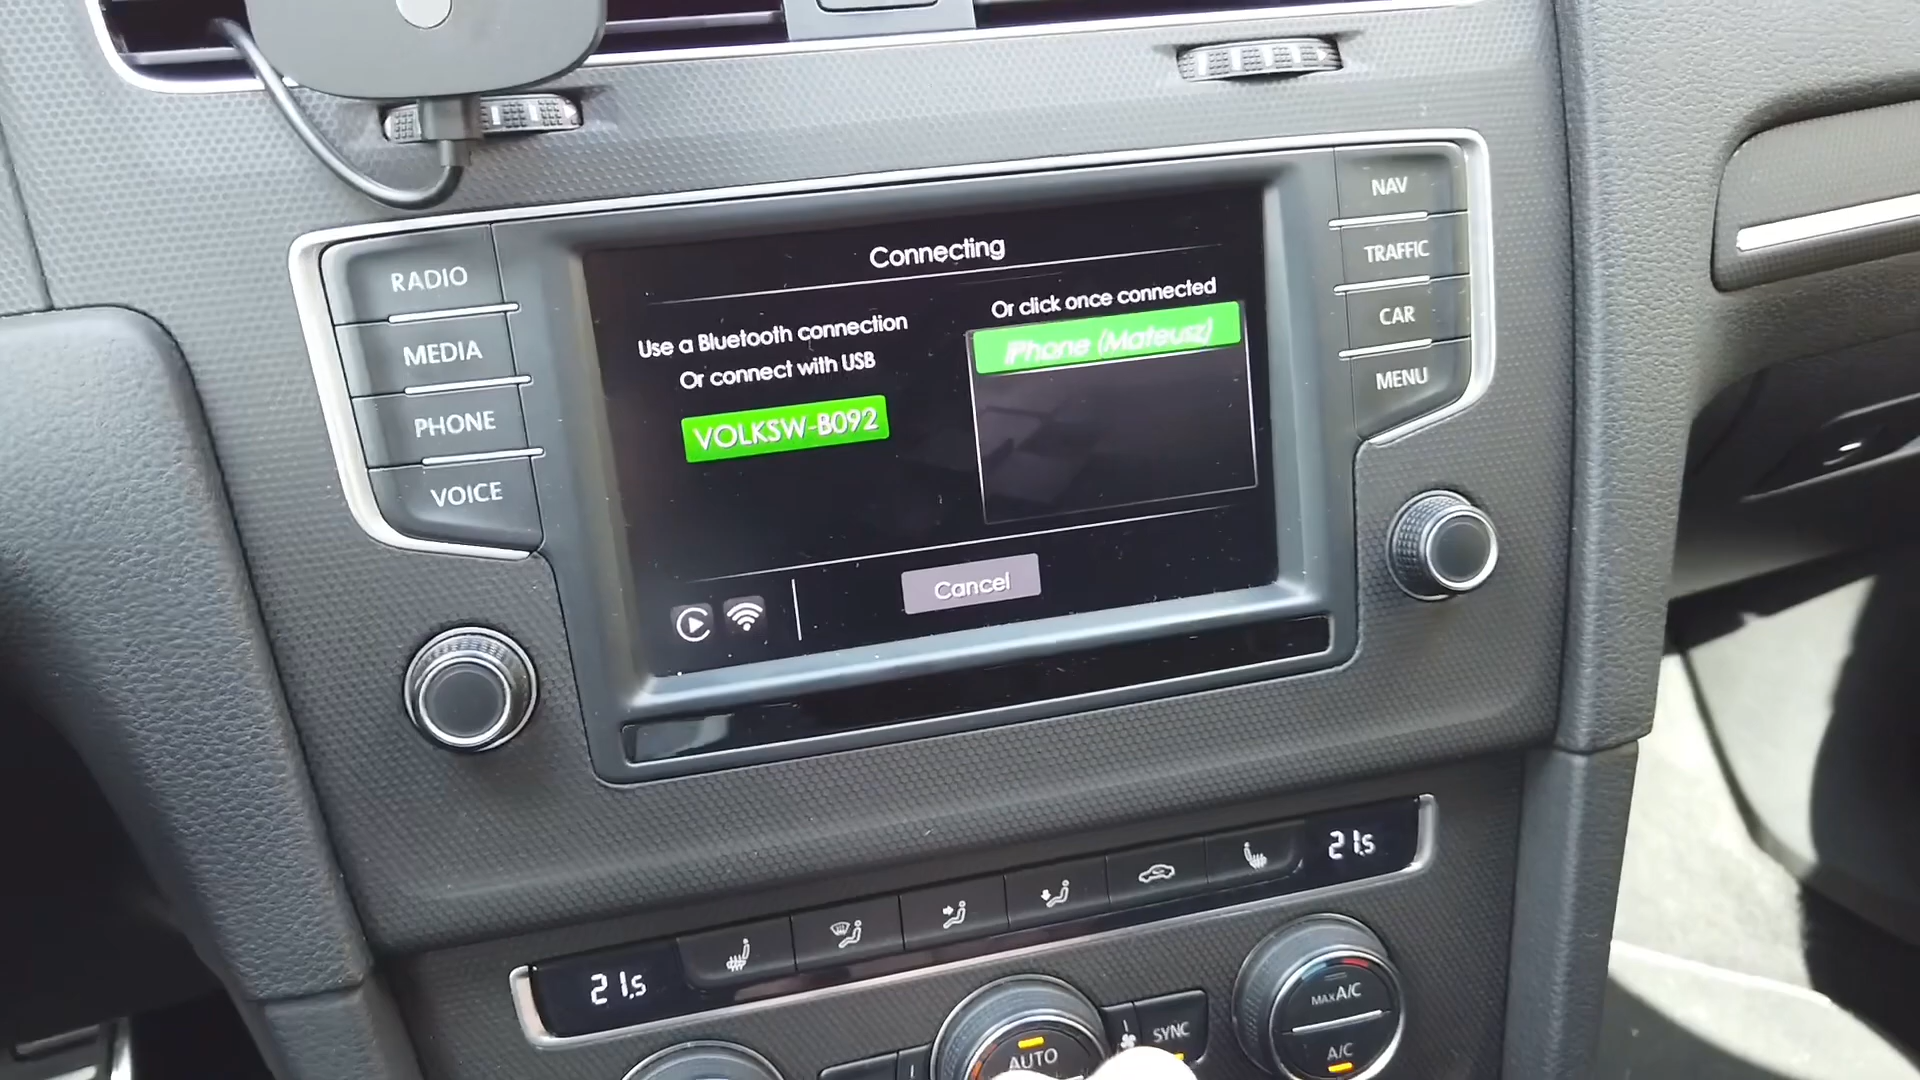 NAV
TRAFFIC
CAR
MENU
RADIO
MEDIA
PHONE
VOICE
Connecting
Use a Bluetooth connection
Or connect with USB
VOLKSW-B092
Or click once connected
iPhone (Mateusz)
Cancel
21.5
21.5
MAX A/C
A/C
SYNC
AUTO